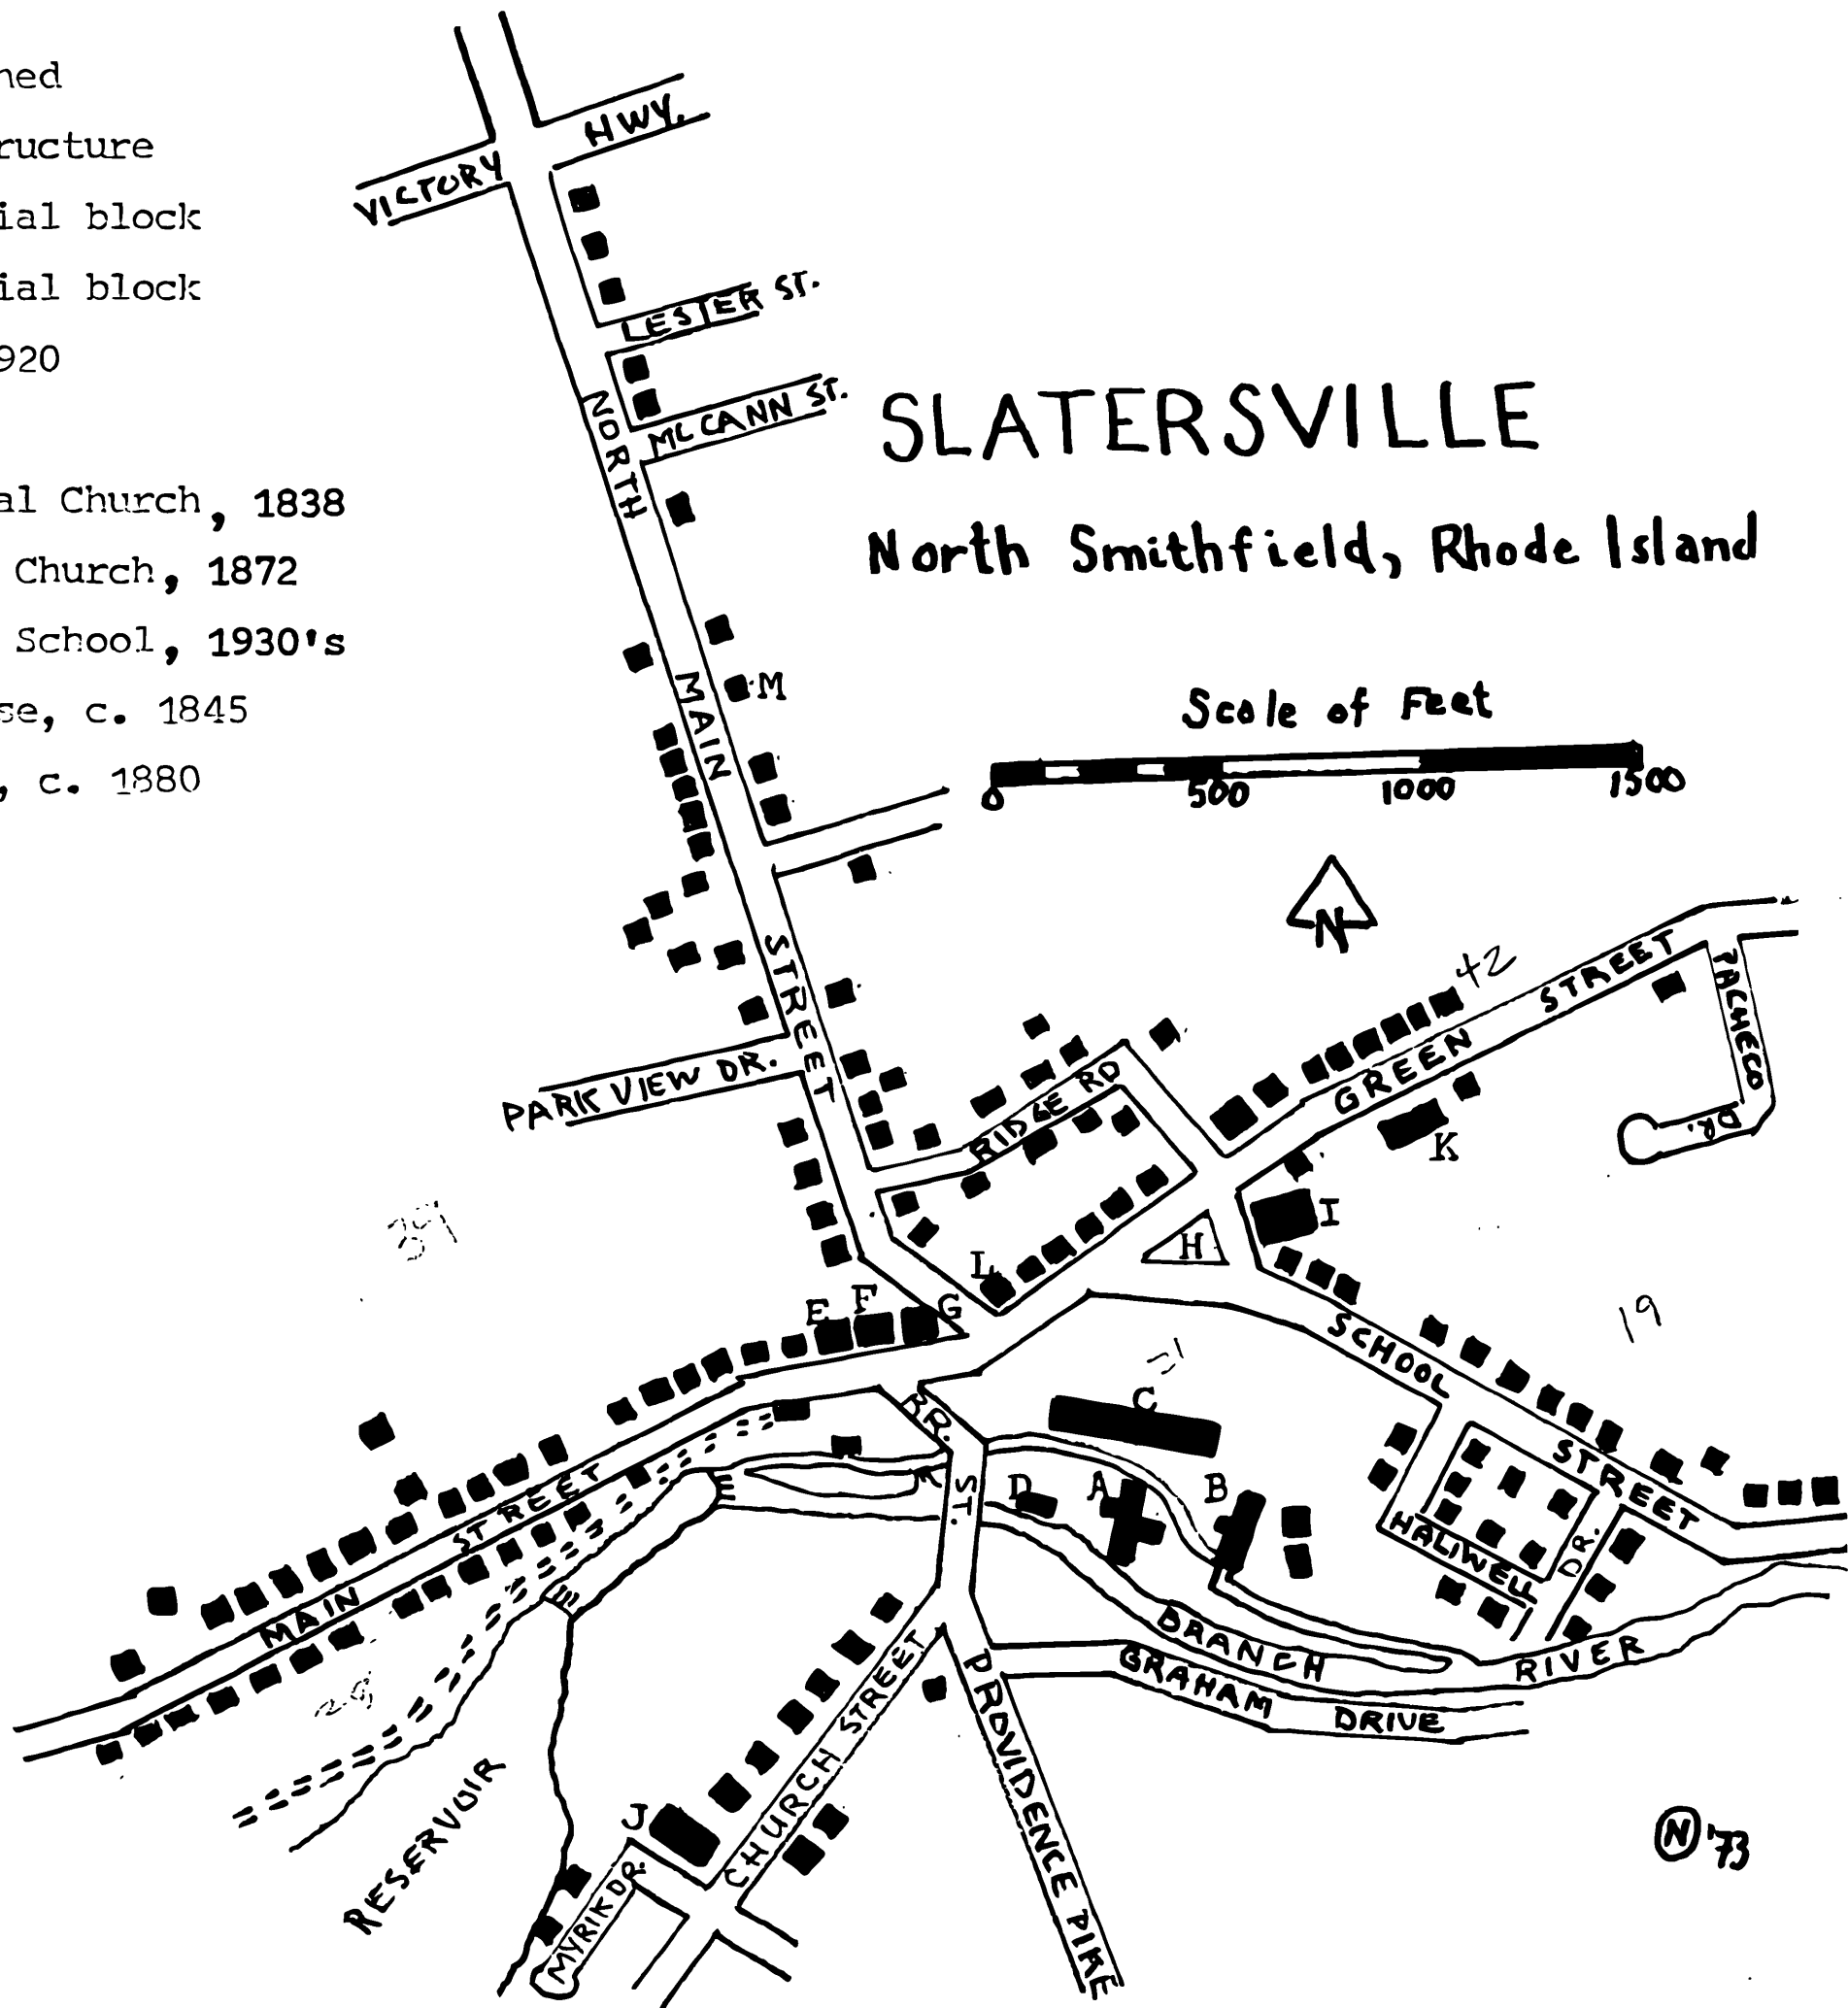 ned
ructure
ial block
ial block
920
al Church, 1838
Church, 1872
School, 1930's
se, c. 1845
, c. 1880
VICTORY HWY.
LESTER ST.
MCCANN ST.
NORTH MAIN STREET
SLATERSVILLE
North Smithfield, Rhode Island
M
Scale of Feet
0 500 1000 1500
N
42
GREEN STREET
PACHECO DR.
PARK VIEW DR.
RIDGE RD
K
I
H
L
E F G
19
SCHOOL STREET
C
RR. ST.
D A B
HALIWELL DR.
MAIN STREET
BRANCH RIVER
GRAHAM DRIVE
CHURCH STREET
PROVIDENCE PIKE
J
MYRIK DR.
RESERVOIR
N '73